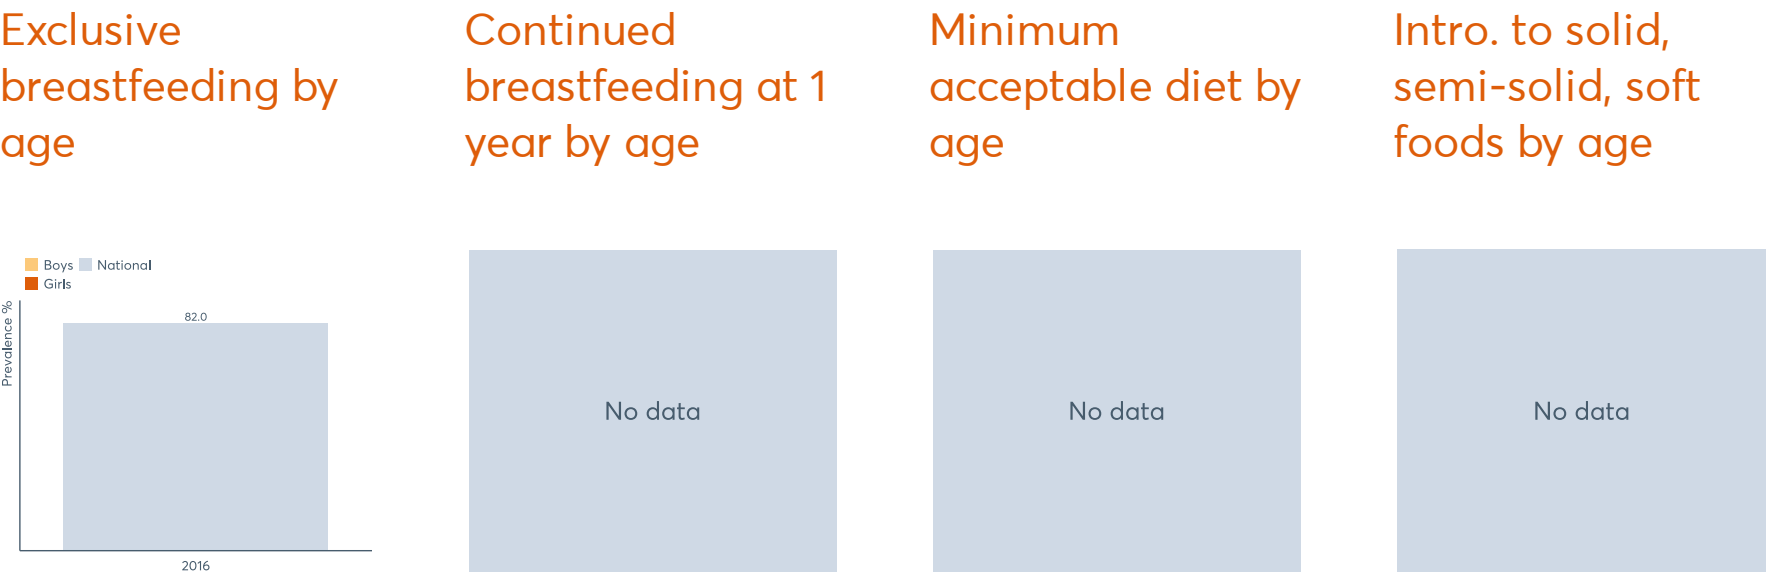 Exclusive
breastfeeding by
age
Continued
breastfeeding at 1
year by age
Minimum
acceptable diet by
age
Intro. to solid,
semi-solid, soft
foods by age
Boys National
Girls
Prevalence %
82.0
2016
No data
No data
No data